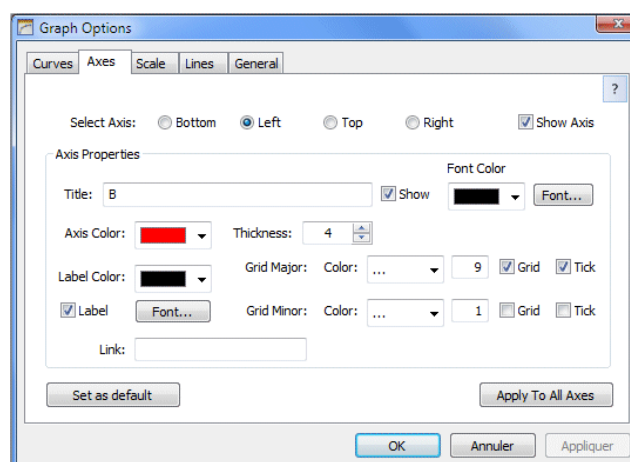 Graph Options
Curves Axes Scale Lines General
?
Select Axis: Bottom Left Top Right Show Axis
Axis Properties
Font Color
Title: B Show Font...
Axis Color: Thickness: 4
Label Color: Grid Major: Color: ... 9 Grid Tick
Label Font... Grid Minor: Color: ... 1 Grid Tick
Link:
Set as default Apply To All Axes
OK Annuler Appliquer